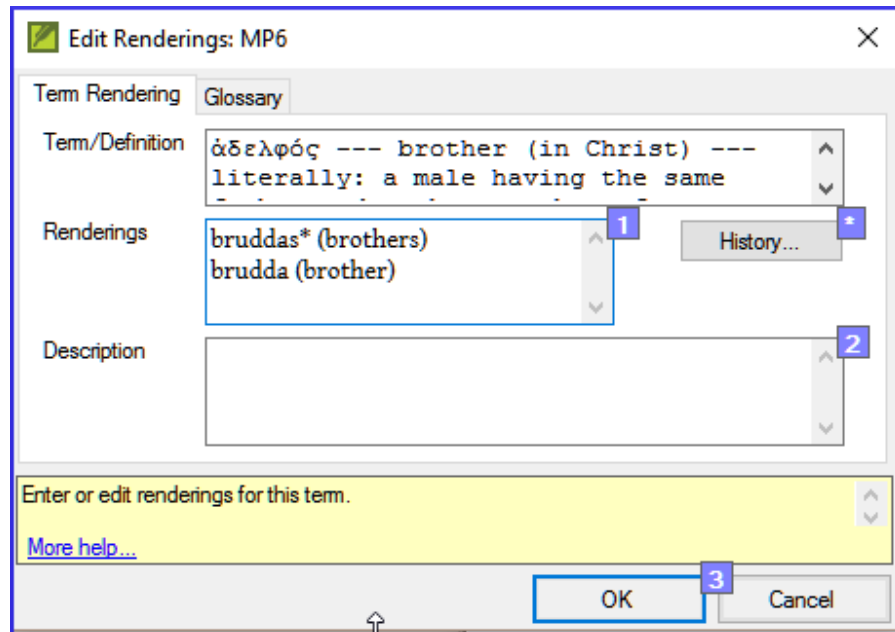 Edit Renderings: MP6
Term Rendering
Glossary
Term/Definition
ἀδελφός --- brother (in Christ) ---
literally: a male having the same
Renderings
bruddas* (brothers)
brudda (brother)
1
History...
*
Description
2
Enter or edit renderings for this term.
More help...
OK
3
Cancel